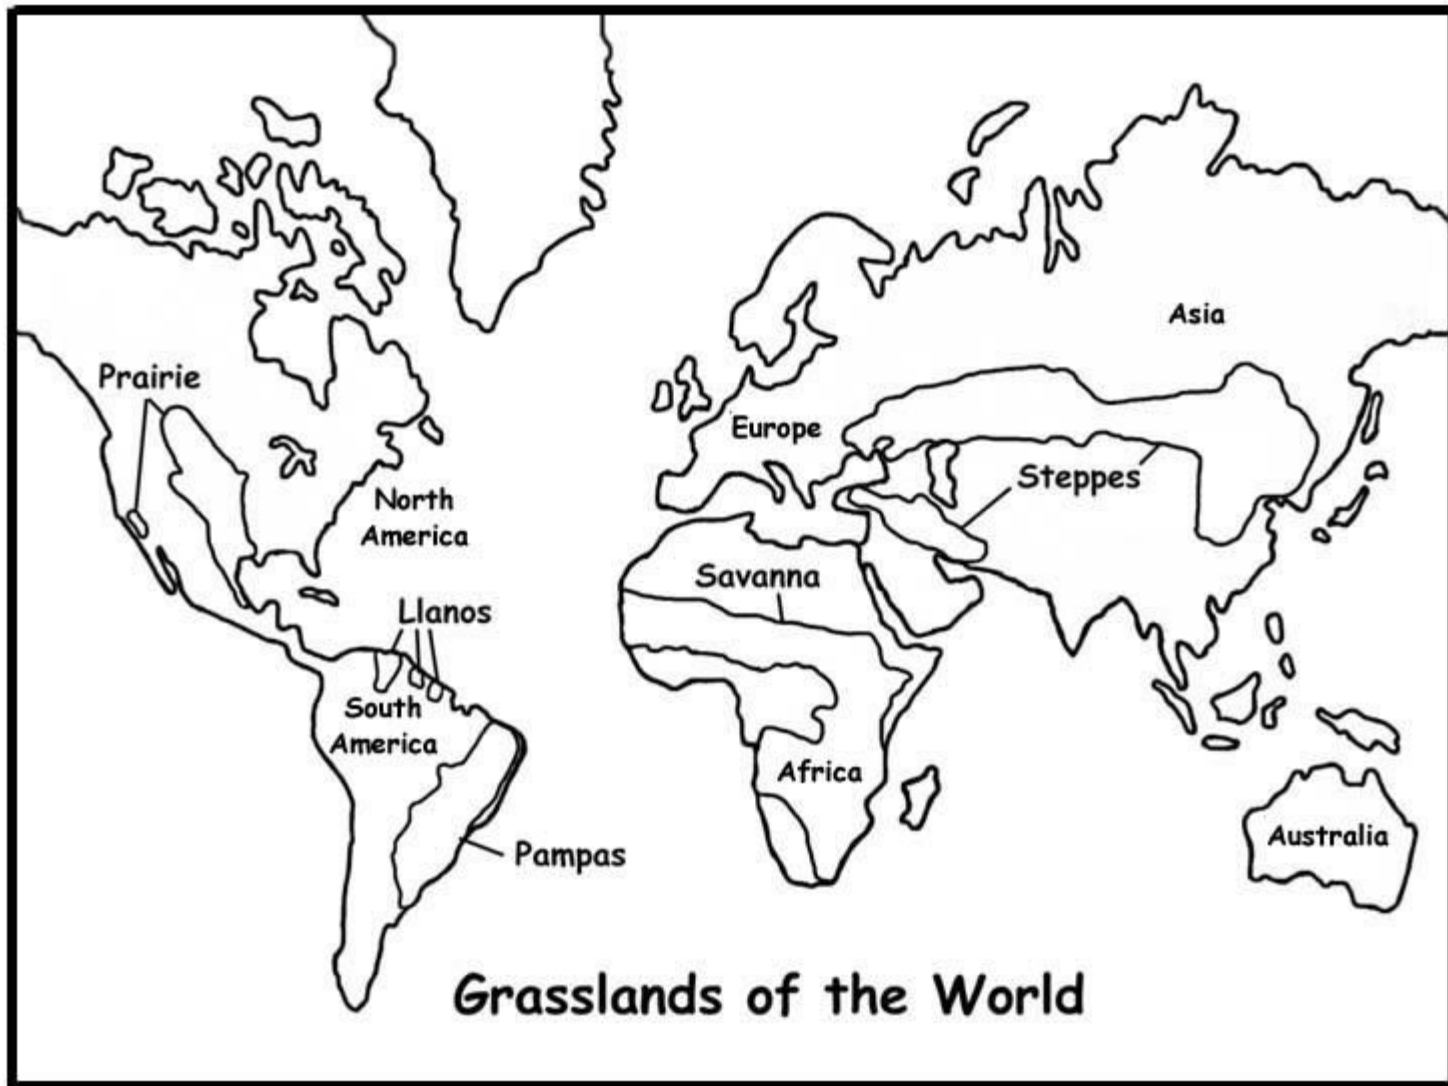 Asia
Prairie
Europe
Steppes
North
America
Savanna
Llanos
South
America
Africa
Australia
Pampas
Grasslands of the World